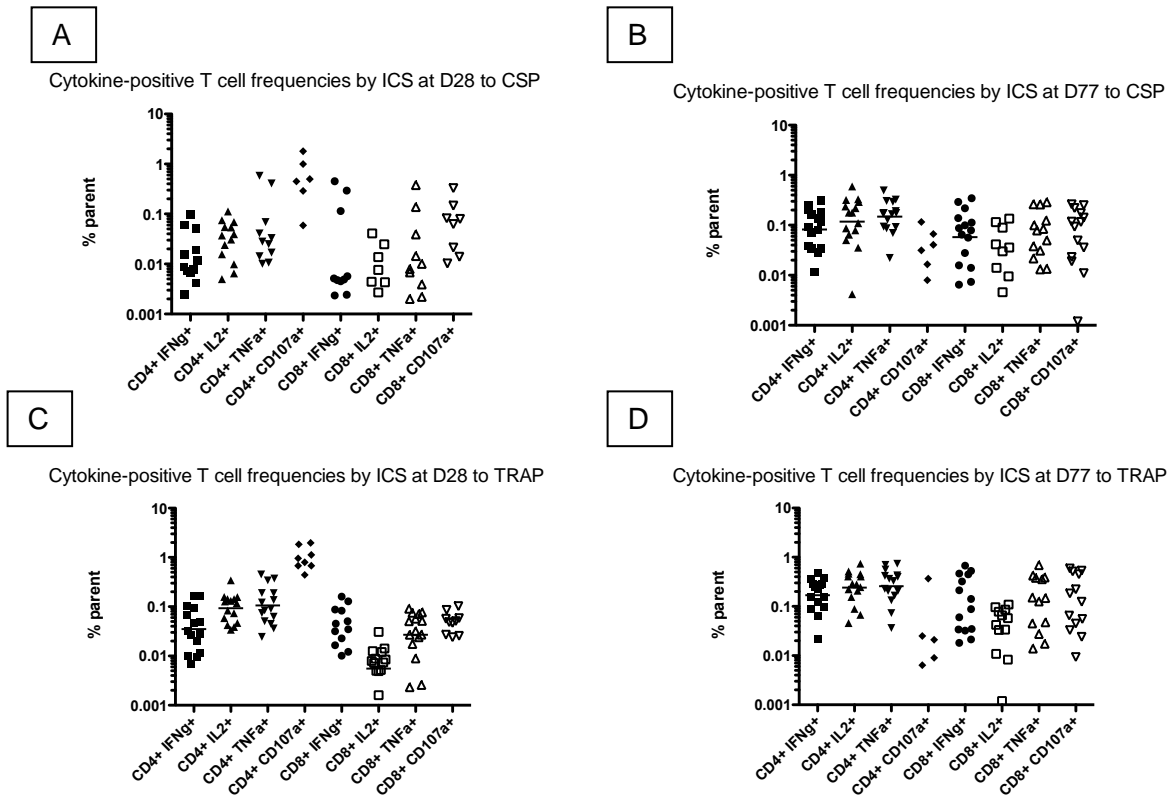 A
Cytokine-positive T cell frequencies by ICS at D28 to CSP
% parent
10
1
0.1
0.01
0.001
CD4+ IFNg+
CD4+ IL2+
CD4+ TNFa+
CD4+ CD107a+
CD8+ IFNg+
CD8+ IL2+
CD8+ TNFa+
CD8+ CD107a+
B
Cytokine-positive T cell frequencies by ICS at D77 to CSP
% parent
10
1
0.1
0.01
0.001
CD4+ IFNg+
CD4+ IL2+
CD4+ TNFa+
CD4+ CD107a+
CD8+ IFNg+
CD8+ IL2+
CD8+ TNFa+
CD8+ CD107a+
C
Cytokine-positive T cell frequencies by ICS at D28 to TRAP
% parent
10
1
0.1
0.01
0.001
CD4+ IFNg+
CD4+ IL2+
CD4+ TNFa+
CD4+ CD107a+
CD8+ IFNg+
CD8+ IL2+
CD8+ TNFa+
CD8+ CD107a+
D
Cytokine-positive T cell frequencies by ICS at D77 to TRAP
% parent
10
1
0.1
0.01
0.001
CD4+ IFNg+
CD4+ IL2+
CD4+ TNFa+
CD4+ CD107a+
CD8+ IFNg+
CD8+ IL2+
CD8+ TNFa+
CD8+ CD107a+